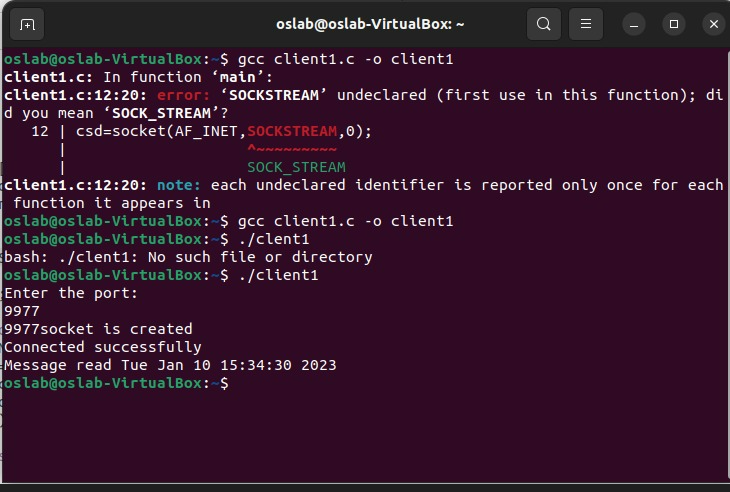 oslab@oslab-VirtualBox: ~
oslab@oslab-VirtualBox:~$ gcc client1.c -o client1
client1.c: In function ‘main’:
client1.c:12:20: error: ‘SOCKSTREAM’ undeclared (first use in this function); di
d you mean ‘SOCK_STREAM’?
   12 | csd=socket(AF_INET,SOCKSTREAM,0);
      |                    ^~~~~~~~~~
      |                    SOCK_STREAM
client1.c:12:20: note: each undeclared identifier is reported only once for each
 function it appears in
oslab@oslab-VirtualBox:~$ gcc client1.c -o client1
oslab@oslab-VirtualBox:~$ ./clent1
bash: ./clent1: No such file or directory
oslab@oslab-VirtualBox:~$ ./client1
Enter the port:
9977
9977socket is created
Connected successfully
Message read Tue Jan 10 15:34:30 2023
oslab@oslab-VirtualBox:~$